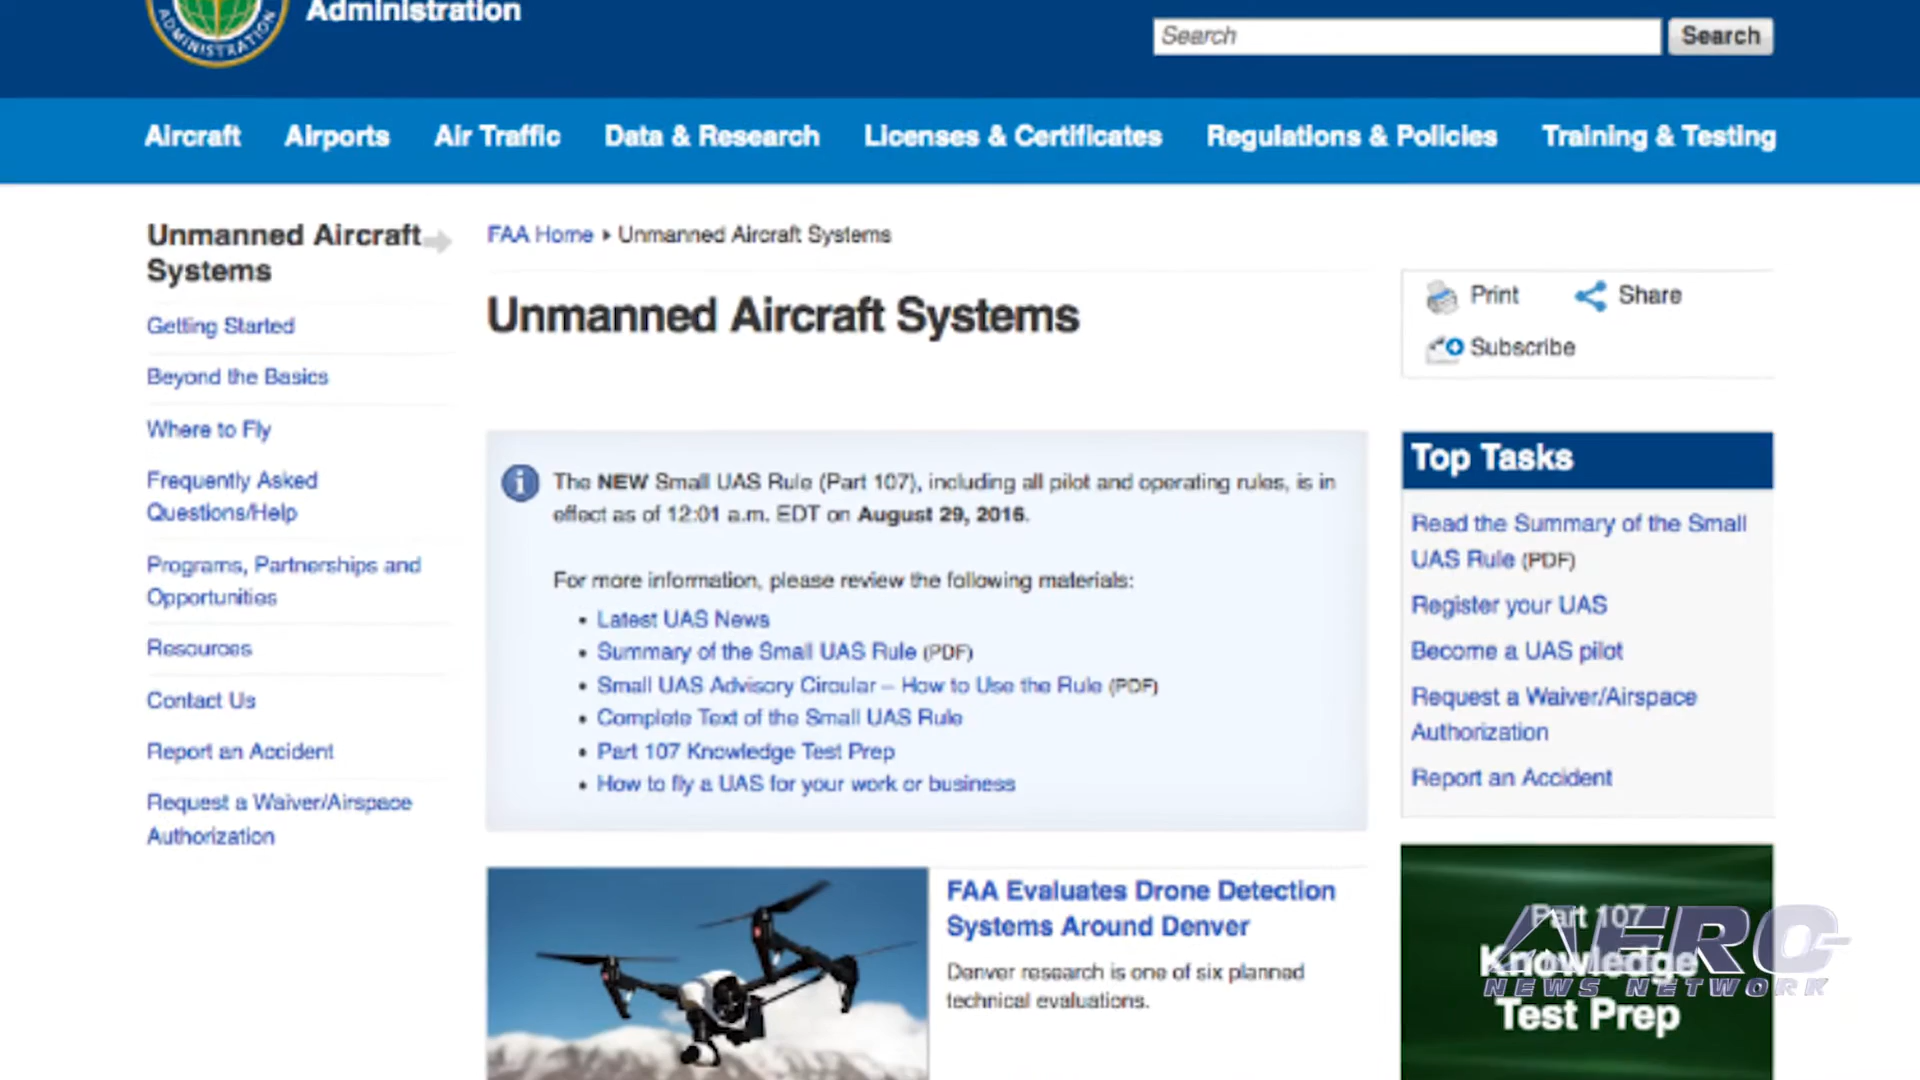 Administration
ADMINISTRATION
Search
Search
Aircraft
Airports
Air Traffic
Data & Research
Licenses & Certificates
Regulations & Policies
Training & Testing
Unmanned Aircraft
Systems
Getting Started
Beyond the Basics
Where to Fly
Frequently Asked
Questions/Help
Programs, Partnerships and
Opportunities
Resources
Contact Us
Report an Accident
Request a Waiver/Airspace
Authorization
FAA Home
Unmanned Aircraft Systems
Unmanned Aircraft Systems
The NEW Small UAS Rule (Part 107), including all pilot and operating rules, is in
effect as of 12:01 a.m. EDT on August 29, 2016.
For more information, please review the following materials:
• Latest UAS News
• Summary of the Small UAS Rule (PDF)
• Small UAS Advisory Circular – How to Use the Rule (PDF)
• Complete Text of the Small UAS Rule
• Part 107 Knowledge Test Prep
• How to fly a UAS for your work or business
FAA Evaluates Drone Detection
Systems Around Denver
Denver research is one of six planned
technical evaluations.
Print
Share
Subscribe
Top Tasks
Read the Summary of the Small
UAS Rule (PDF)
Register your UAS
Become a UAS pilot
Request a Waiver/Airspace
Authorization
Report an Accident
Part 107
Knowledge
Test Prep
AERO-
NEWS NETWORK